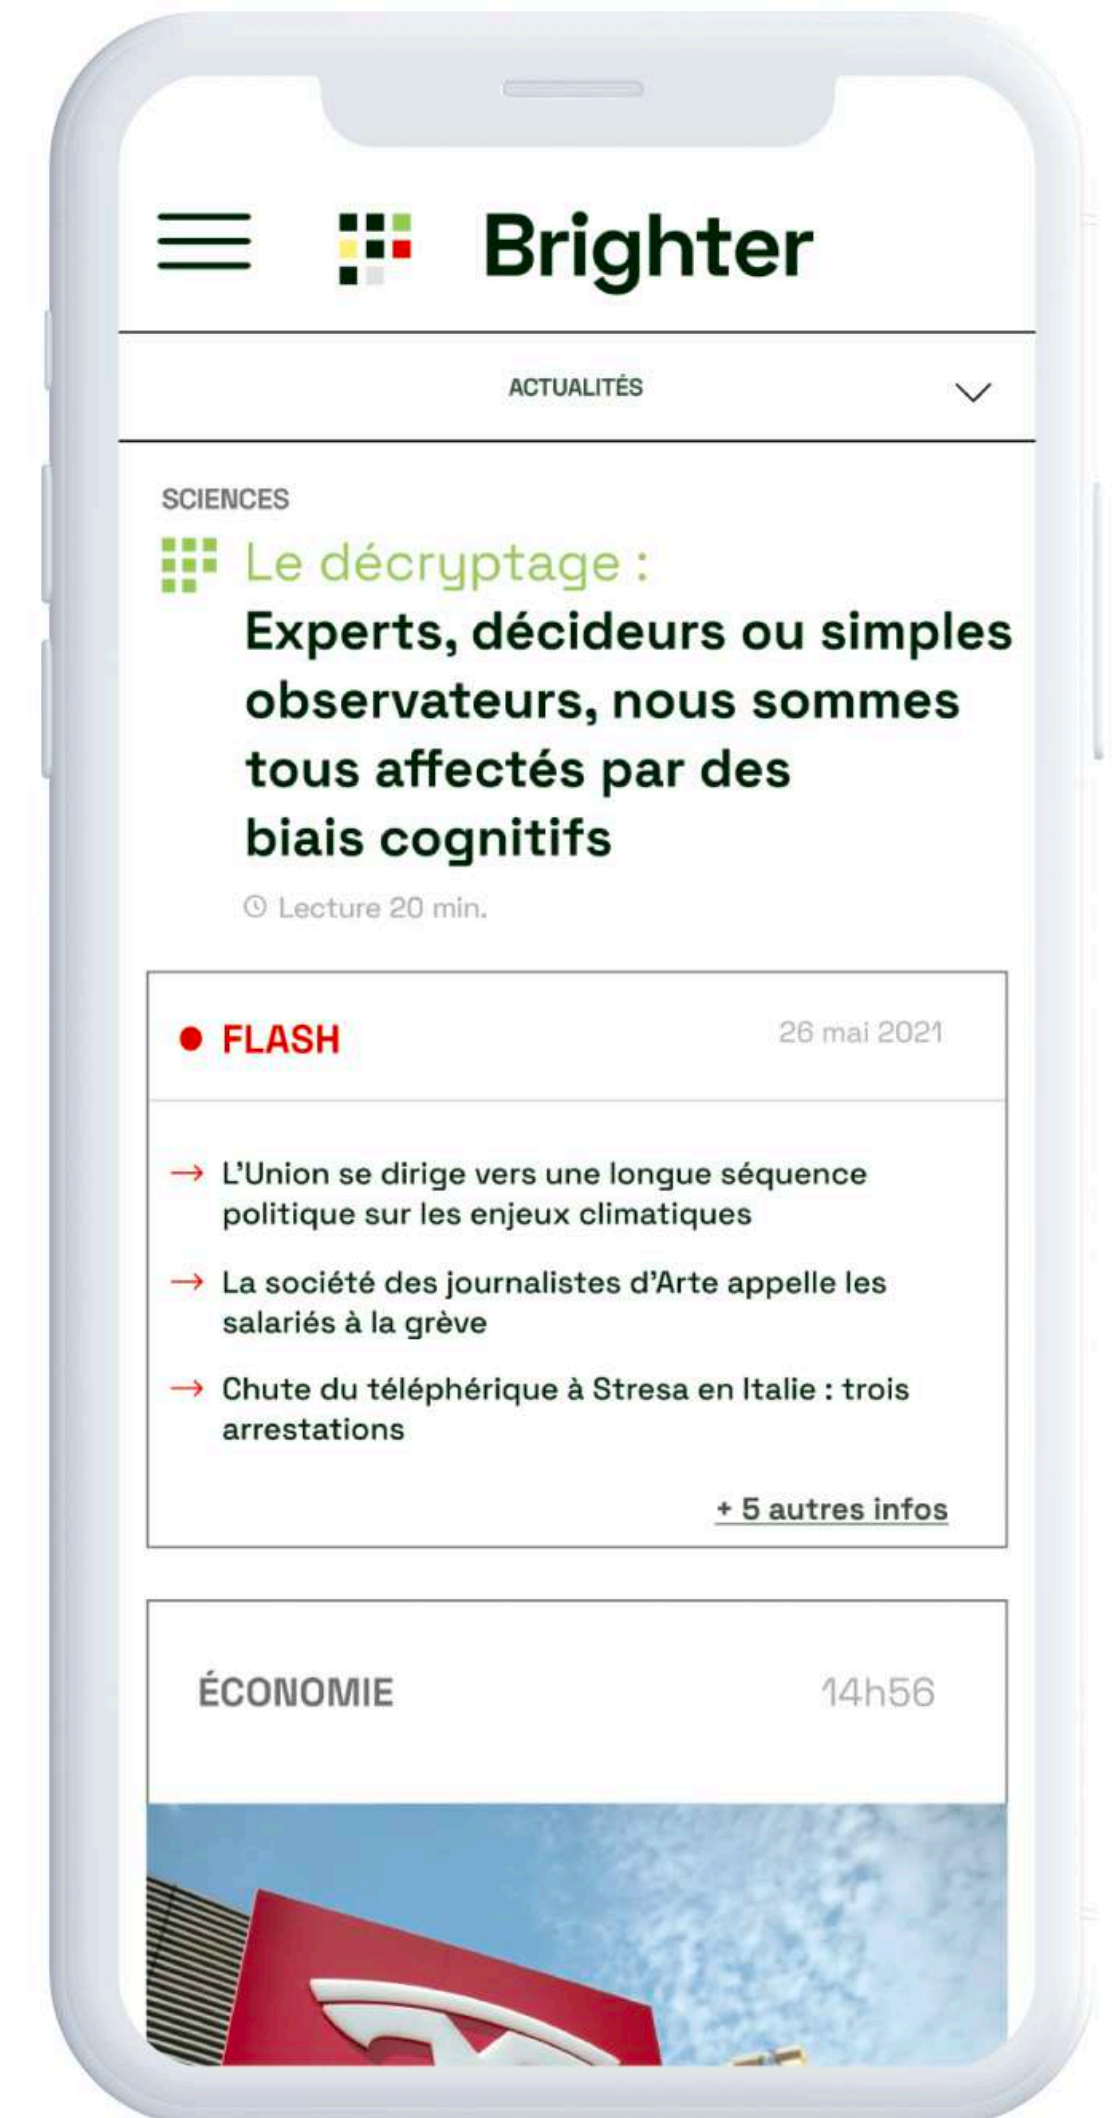 Brighter
ACTUALITÉS
SCIENCES
Le décryptage :
Experts, décideurs ou simples
observateurs, nous sommes
tous affectés par des
biais cognitifs
Lecture 20 min.
FLASH
26 mai 2021
→ L’Union se dirige vers une longue séquence
politique sur les enjeux climatiques
→ La société des journalistes d’Arte appelle les
salariés à la grève
→ Chute du téléphérique à Stresa en Italie : trois
arrestations
+ 5 autres infos
ÉCONOMIE
14h56